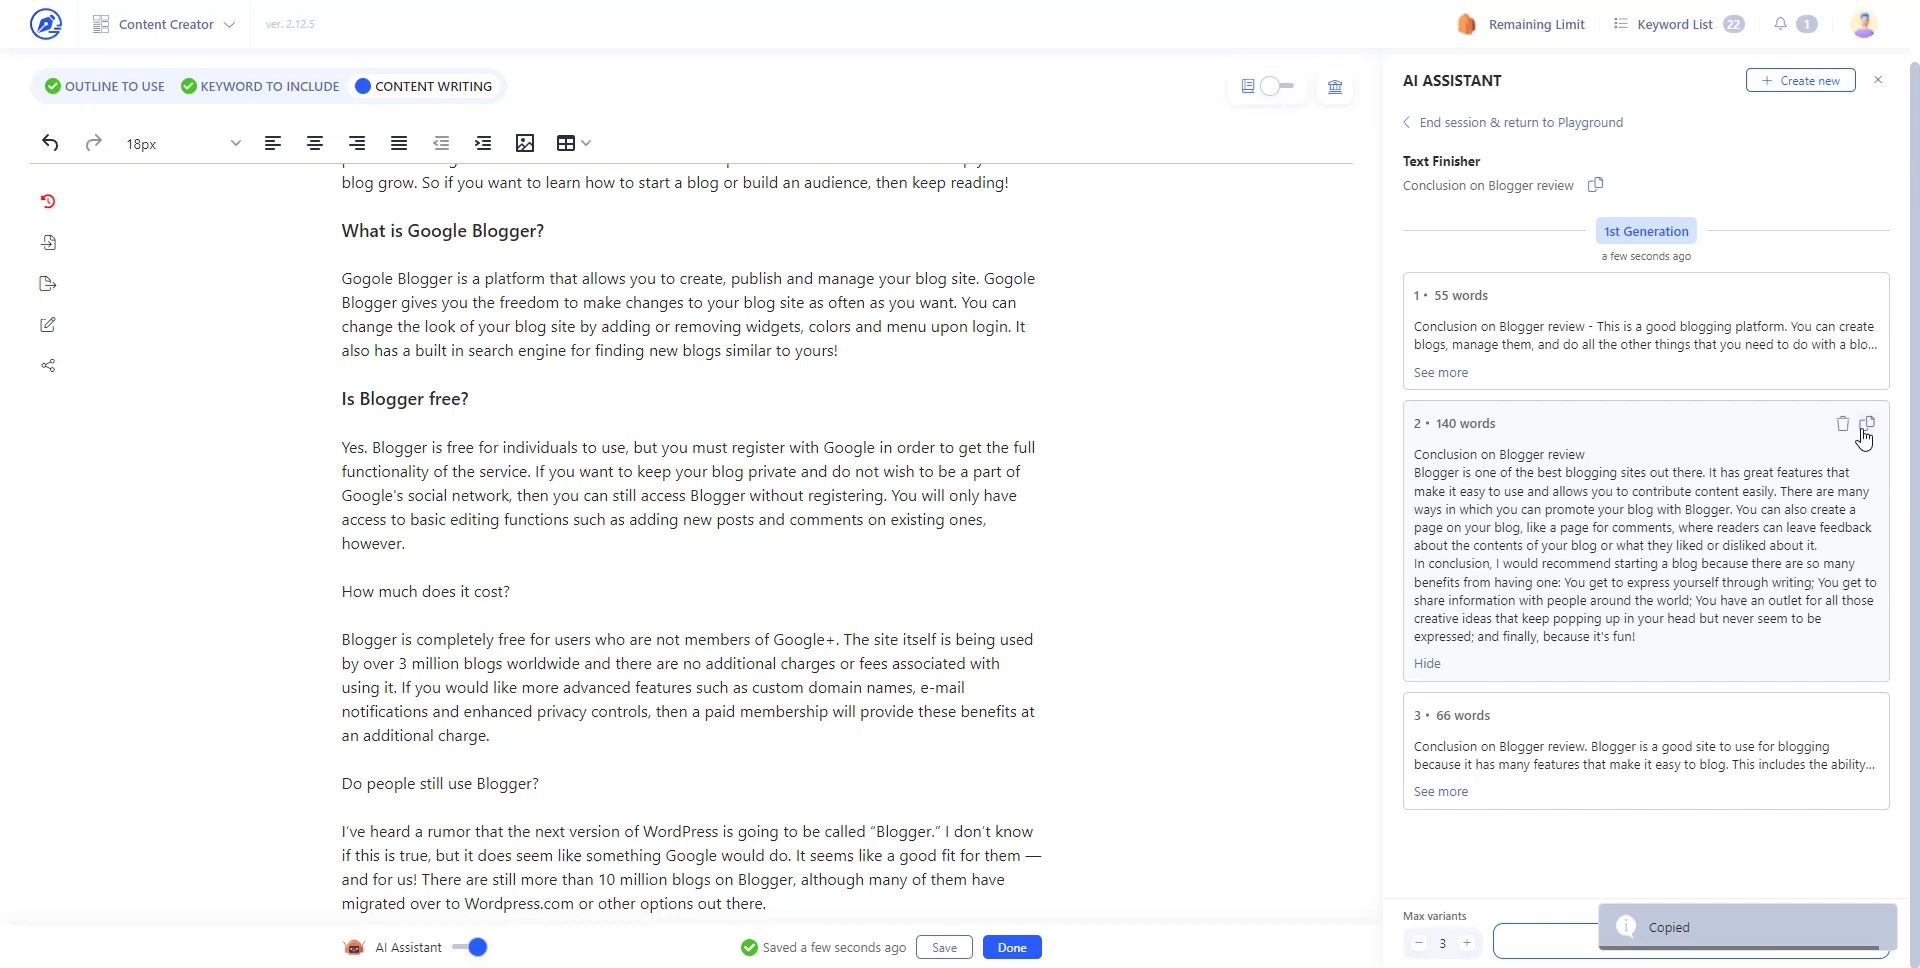 Content Creator
ver. 2.12.5
Remaining Limit
Keyword List 22
1
OUTLINE TO USE
KEYWORD TO INCLUDE
CONTENT WRITING
18px
blog grow. So if you want to learn how to start a blog or build an audience, then keep reading!
What is Google Blogger?
Gogole Blogger is a platform that allows you to create, publish and manage your blog site. Gogole
Blogger gives you the freedom to make changes to your blog site as often as you want. You can
change the look of your blog site by adding or removing widgets, colors and menu upon login. It
also has a built in search engine for finding new blogs similar to yours!
Is Blogger free?
Yes. Blogger is free for individuals to use, but you must register with Google in order to get the full
functionality of the service. If you want to keep your blog private and do not wish to be a part of
Google's social network, then you can still access Blogger without registering. You will only have
access to basic editing functions such as adding new posts and comments on existing ones,
however.
How much does it cost?
Blogger is completely free for users who are not members of Google+. The site itself is being used
by over 3 million blogs worldwide and there are no additional charges or fees associated with
using it. If you would like more advanced features such as custom domain names, e-mail
notifications and enhanced privacy controls, then a paid membership will provide these benefits at
an additional charge.
Do people still use Blogger?
I've heard a rumor that the next version of WordPress is going to be called “Blogger.” I don't know
if this is true, but it does seem like something Google would do. It seems like a good fit for them —
and for us! There are still more than 10 million blogs on Blogger, although many of them have
migrated over to Wordpress.com or other options out there.
AI Assistant
Saved a few seconds ago
Save
Done
AI ASSISTANT
+ Create new
End session & return to Playground
Text Finisher
Conclusion on Blogger review
1st Generation
a few seconds ago
1 • 55 words
Conclusion on Blogger review - This is a good blogging platform. You can create
blogs, manage them, and do all the other things that you need to do with a blo...
See more
2 • 140 words
Conclusion on Blogger review
Blogger is one of the best blogging sites out there. It has great features that
make it easy to use and allows you to contribute content easily. There are many
ways in which you can promote your blog with Blogger. You can also create a
page on your blog, like a page for comments, where readers can leave feedback
about the contents of your blog or what they liked or disliked about it.
In conclusion, I would recommend starting a blog because there are so many
benefits from having one: You get to express yourself through writing; You get to
share information with people around the world; You have an outlet for all those
creative ideas that keep popping up in your head but never seem to be
expressed; and finally, because it's fun!
Hide
3 • 66 words
Conclusion on Blogger review. Blogger is a good site to use for blogging
because it has many features that make it easy to blog. This includes the ability...
See more
Max variants
- 3 +
Copied